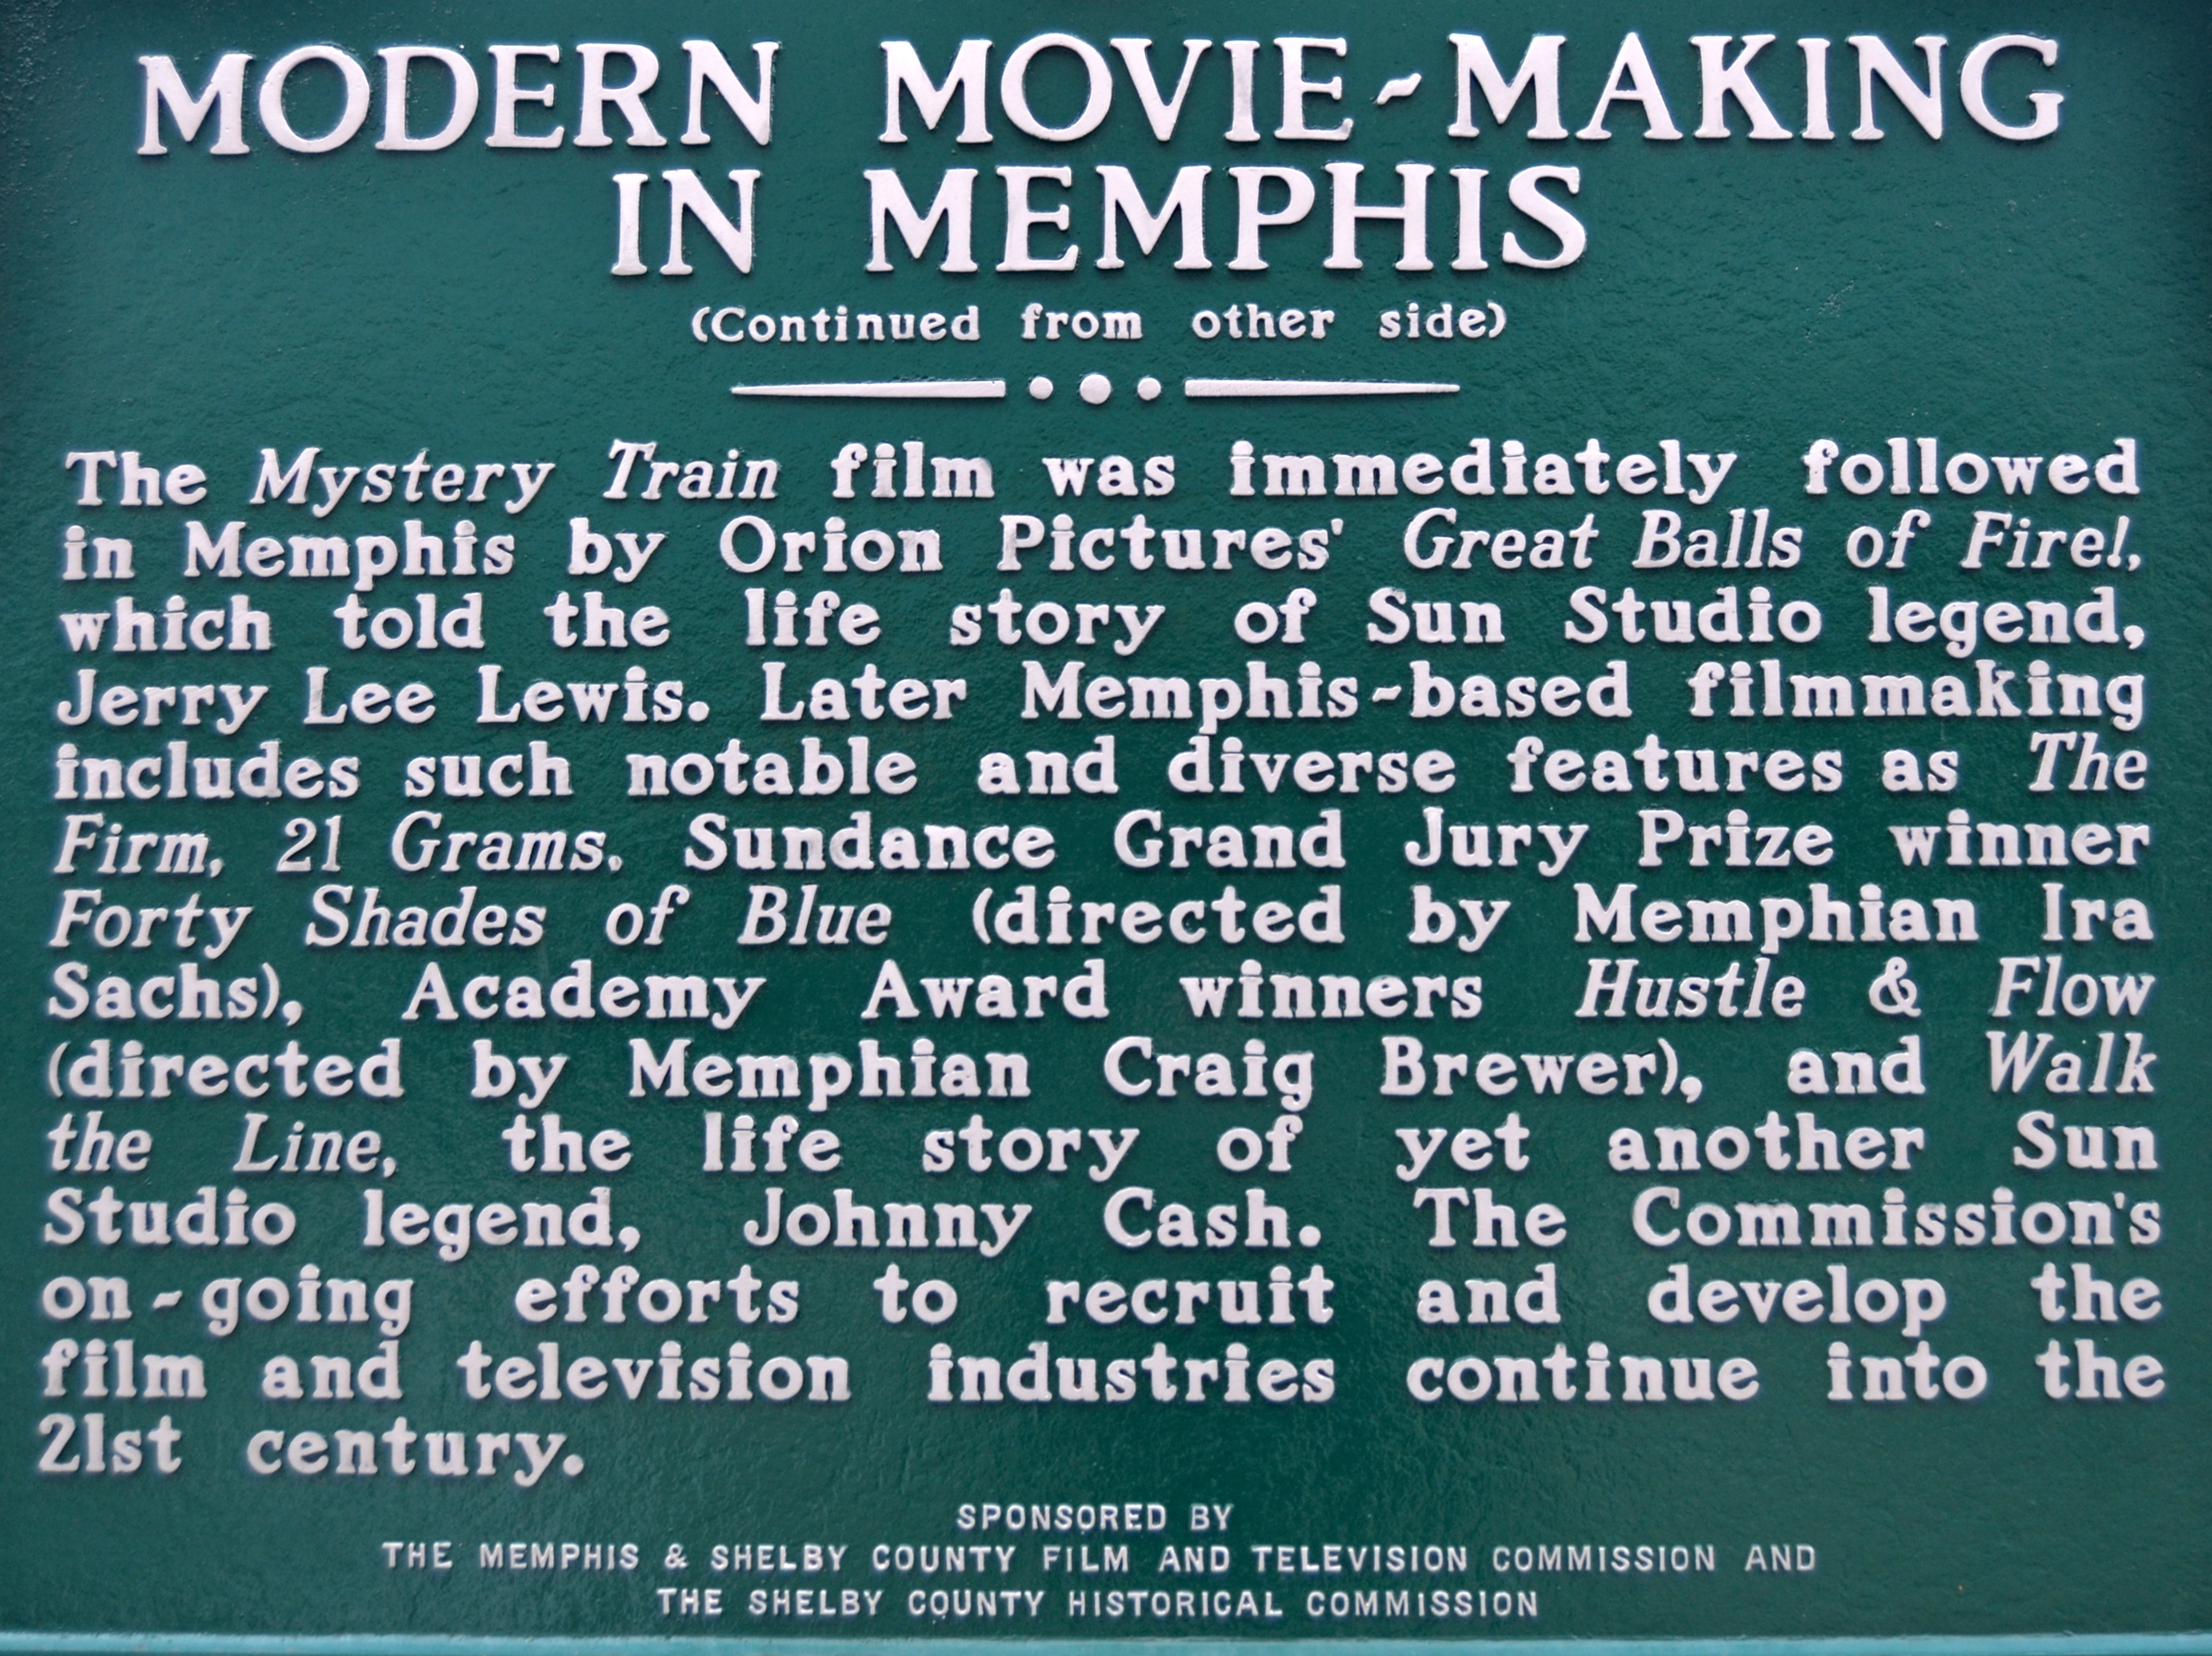 MODERN MOVIE-MAKING
IN MEMPHIS
(Continued from other side)
The Mystery Train film was immediately followed
in Memphis by Orion Pictures' Great Balls of Fire!,
which told the life story of Sun Studio legend,
Jerry Lee Lewis. Later Memphis-based filmmaking
includes such notable and diverse features as The
Firm, 21 Grams, Sundance Grand Jury Prize winner
Forty Shades of Blue (directed by Memphian Ira
Sachs), Academy Award winners Hustle & Flow
(directed by Memphian Craig Brewer), and Walk
the Line, the life story of yet another Sun
Studio legend, Johnny Cash. The Commission's
on-going efforts to recruit and develop the
film and television industries continue into the
21st century.
SPONSORED BY
THE MEMPHIS & SHELBY COUNTY FILM AND TELEVISION COMMISSION AND
THE SHELBY COUNTY HISTORICAL COMMISSION